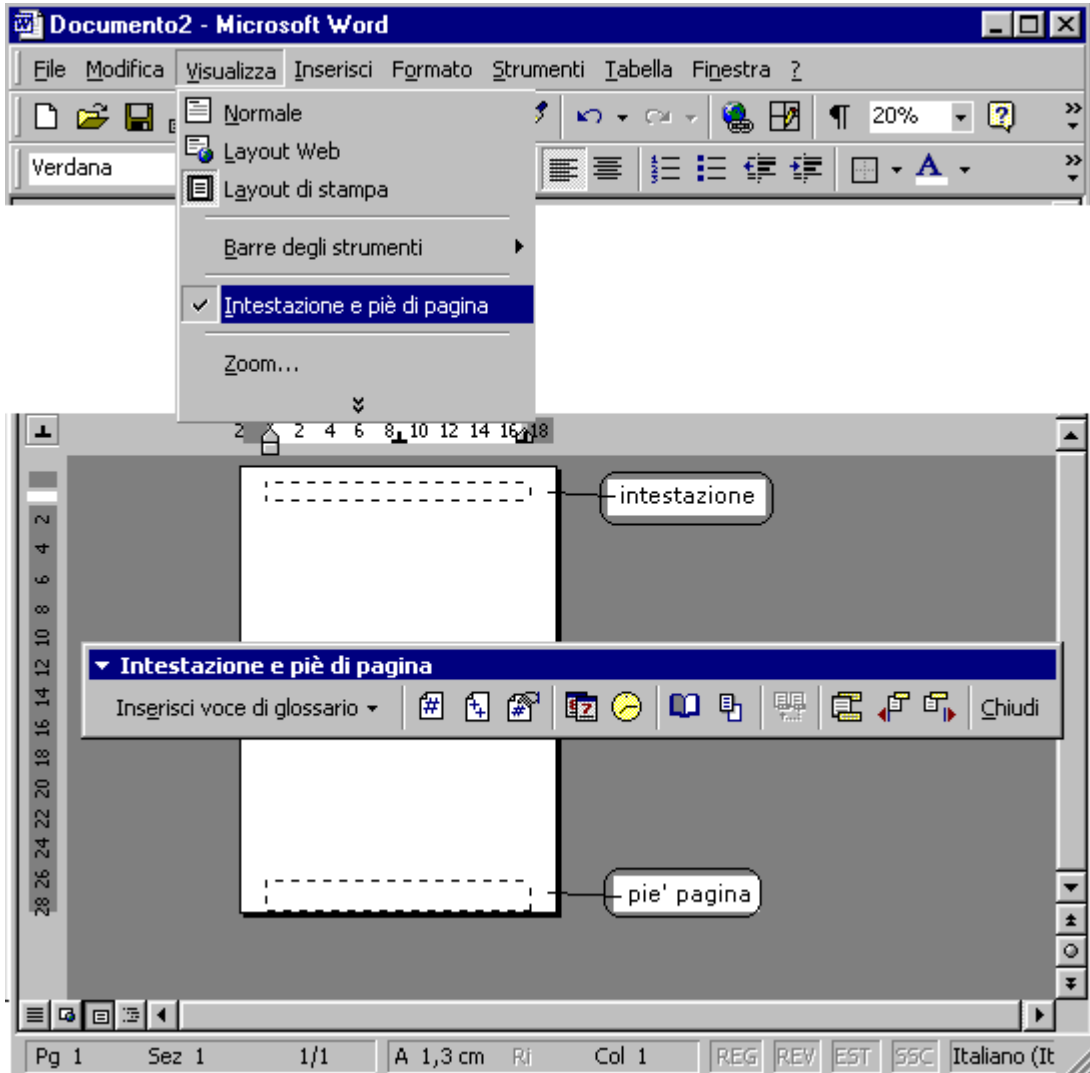 Documento2 - Microsoft Word
File Modifica Visualizza Inserisci Formato Strumenti Tabella Finestra ?
Normale
20%
Layout Web
Verdana
Layout di stampa
Barre degli strumenti
Intestazione e piè di pagina
Zoom...
2 2 4 6 8 10 12 14 16 18
intestazione
2 4 6 8 10 12 14 16 18 20 22 24 26 28
Intestazione e piè di pagina
Inserisci voce di glossario
Chiudi
pie' pagina
Pg 1 Sez 1 1/1 A 1,3 cm Ri Col 1 REG REV EST SSC Italiano (It